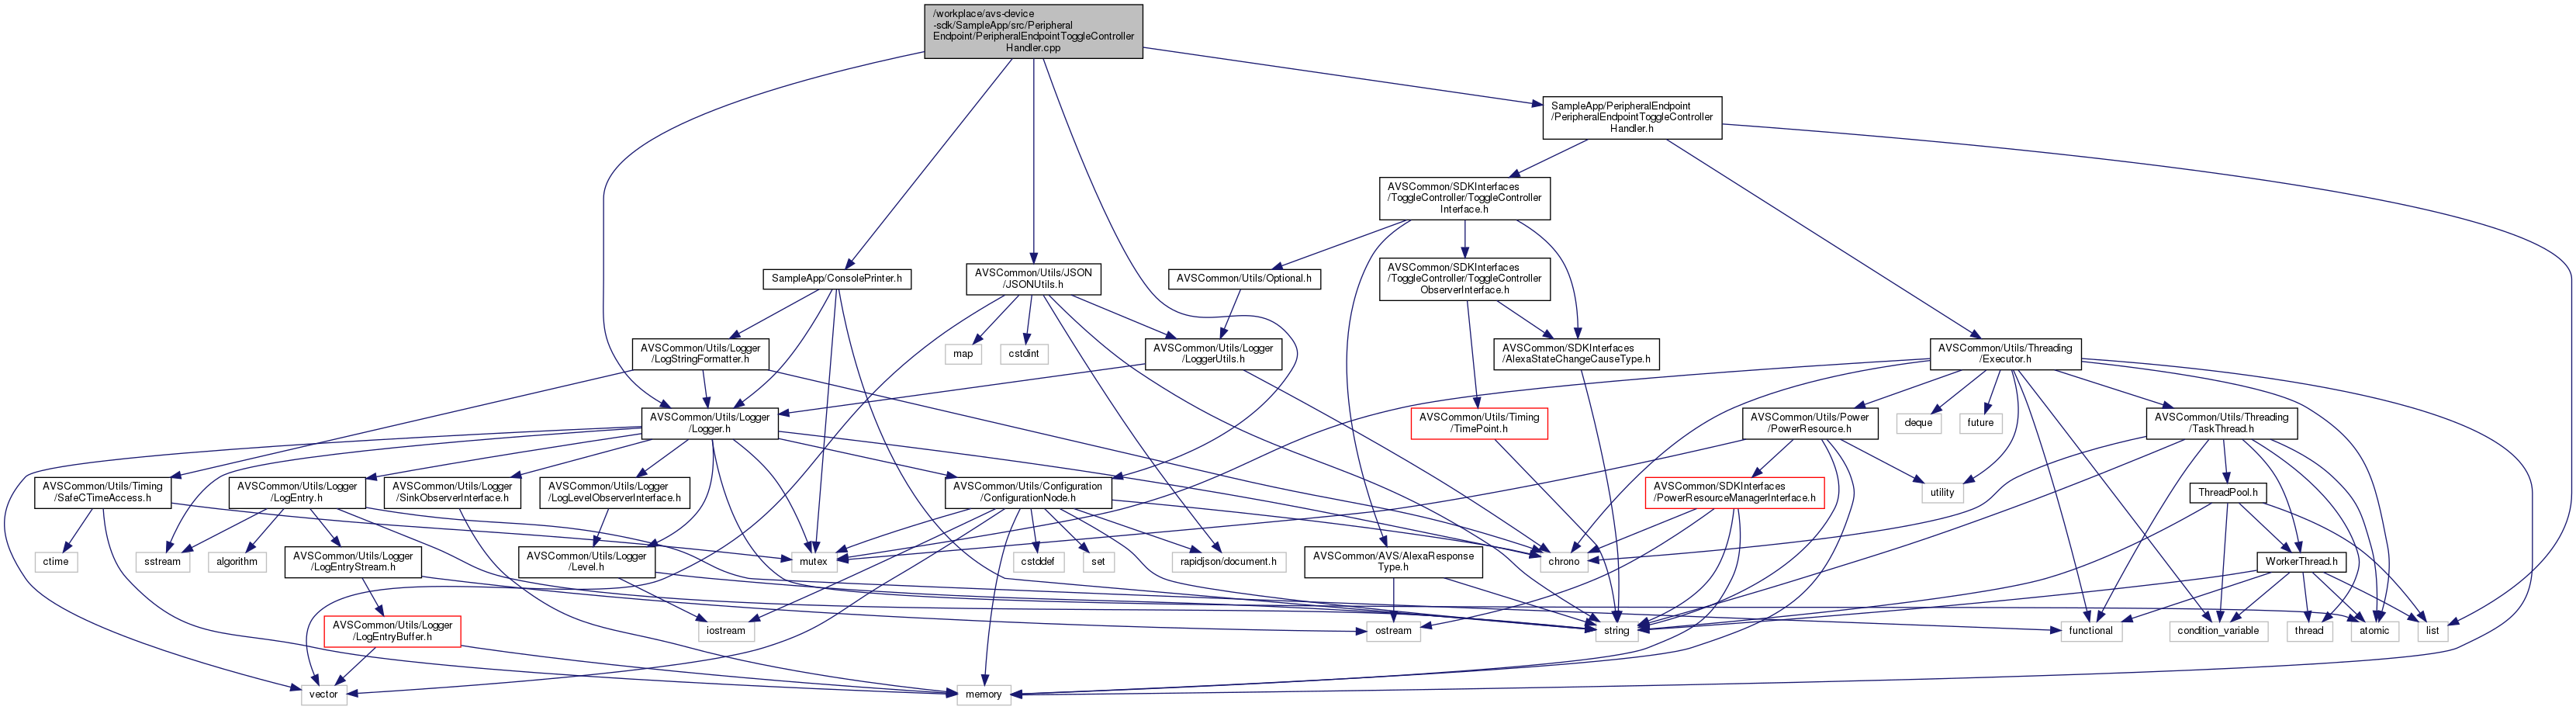 /workplace/avs-device
-sdk/SampleApp/src/Peripheral
Endpoint/PeripheralEndpointToggleController
Handler.cpp
SampleApp/PeripheralEndpoint
/PeripheralEndpointToggleController
Handler.h
AVSCommon/SDKInterfaces
/ToggleController/ToggleController
Interface.h
SampleApp/ConsolePrinter.h
AVSCommon/Utils/JSON
/JSONUtils.h
AVSCommon/Utils/Optional.h
AVSCommon/SDKInterfaces
/ToggleController/ToggleController
ObserverInterface.h
AVSCommon/Utils/Logger
/LogStringFormatter.h
map
cstdint
AVSCommon/Utils/Logger
/LoggerUtils.h
AVSCommon/SDKInterfaces
/AlexaStateChangeCauseType.h
AVSCommon/Utils/Threading
/Executor.h
AVSCommon/Utils/Logger
/Logger.h
AVSCommon/Utils/Timing
/TimePoint.h
AVSCommon/Utils/Power
/PowerResource.h
deque
future
AVSCommon/Utils/Threading
/TaskThread.h
AVSCommon/Utils/Timing
/SafeCTimeAccess.h
AVSCommon/Utils/Logger
/LogEntry.h
AVSCommon/Utils/Logger
/SinkObserverInterface.h
AVSCommon/Utils/Logger
/LogLevelObserverInterface.h
AVSCommon/Utils/Configuration
/ConfigurationNode.h
AVSCommon/SDKInterfaces
/PowerResourceManagerInterface.h
utility
ThreadPool.h
ctime
sstream
algorithm
AVSCommon/Utils/Logger
/LogEntryStream.h
AVSCommon/Utils/Logger
/Level.h
mutex
cstddef
set
rapidjson/document.h
AVSCommon/AVS/AlexaResponse
Type.h
chrono
WorkerThread.h
AVSCommon/Utils/Logger
/LogEntryBuffer.h
iostream
ostream
string
functional
condition_variable
thread
atomic
list
vector
memory